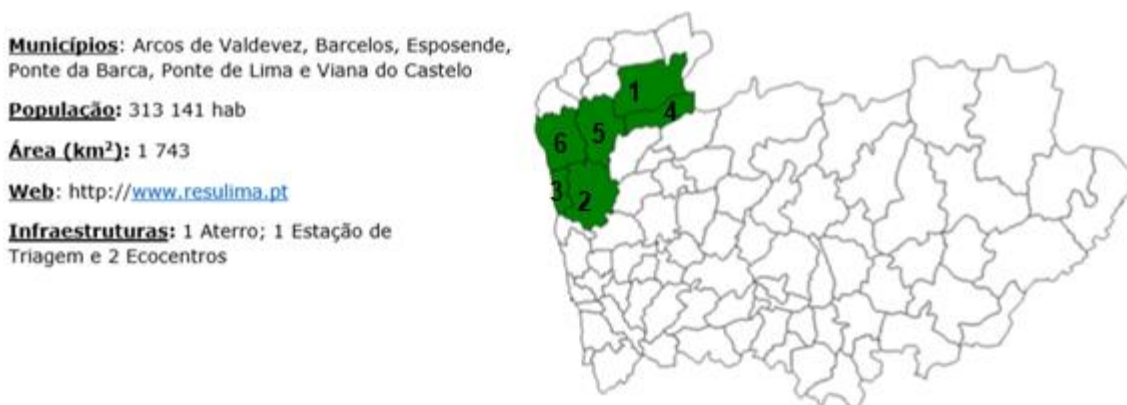 Municípios: Arcos de Valdevez, Barcelos, Esposende,
Ponte da Barca, Ponte de Lima e Viana do Castelo
População: 313 141 hab
Área (km²): 1 743
Web: http://www.resulima.pt
Infraestruturas: 1 Aterro; 1 Estação de
Triagem e 2 Ecocentros
1
4
5
6
3
2